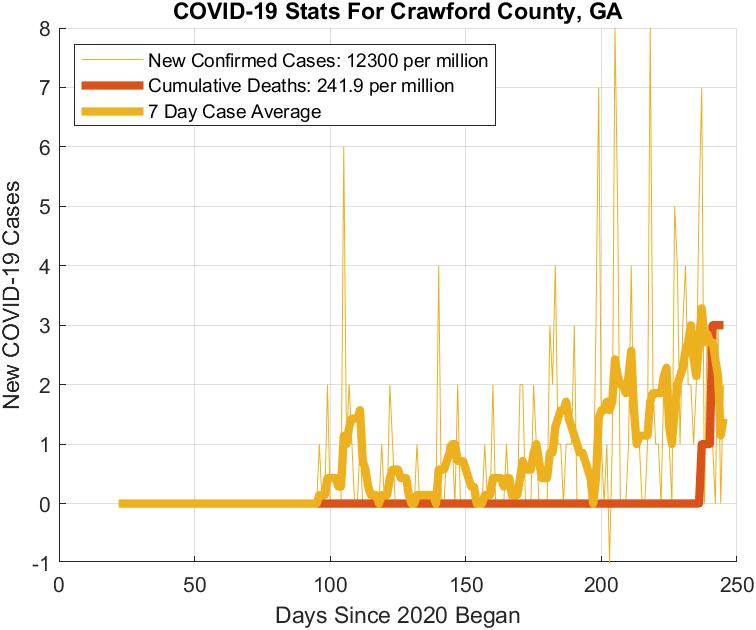 COVID-19 Stats For Crawford County, GA
New Confirmed Cases: 12300 per million
Cumulative Deaths: 241.9 per million
7 Day Case Average
New COVID-19 Cases
8
7
6
5
4
3
2
1
0
-1
0 50 100 150 200 250
Days Since 2020 Began